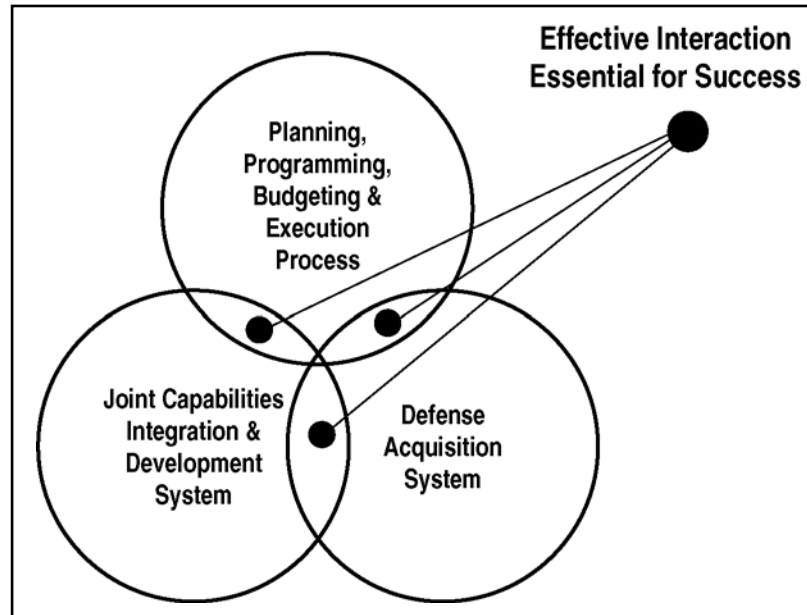 Effective Interaction
Essential for Success
Planning,
Programming,
Budgeting &
Execution
Process
Joint Capabilities
Integration &
Development
System
Defense
Acquisition
System